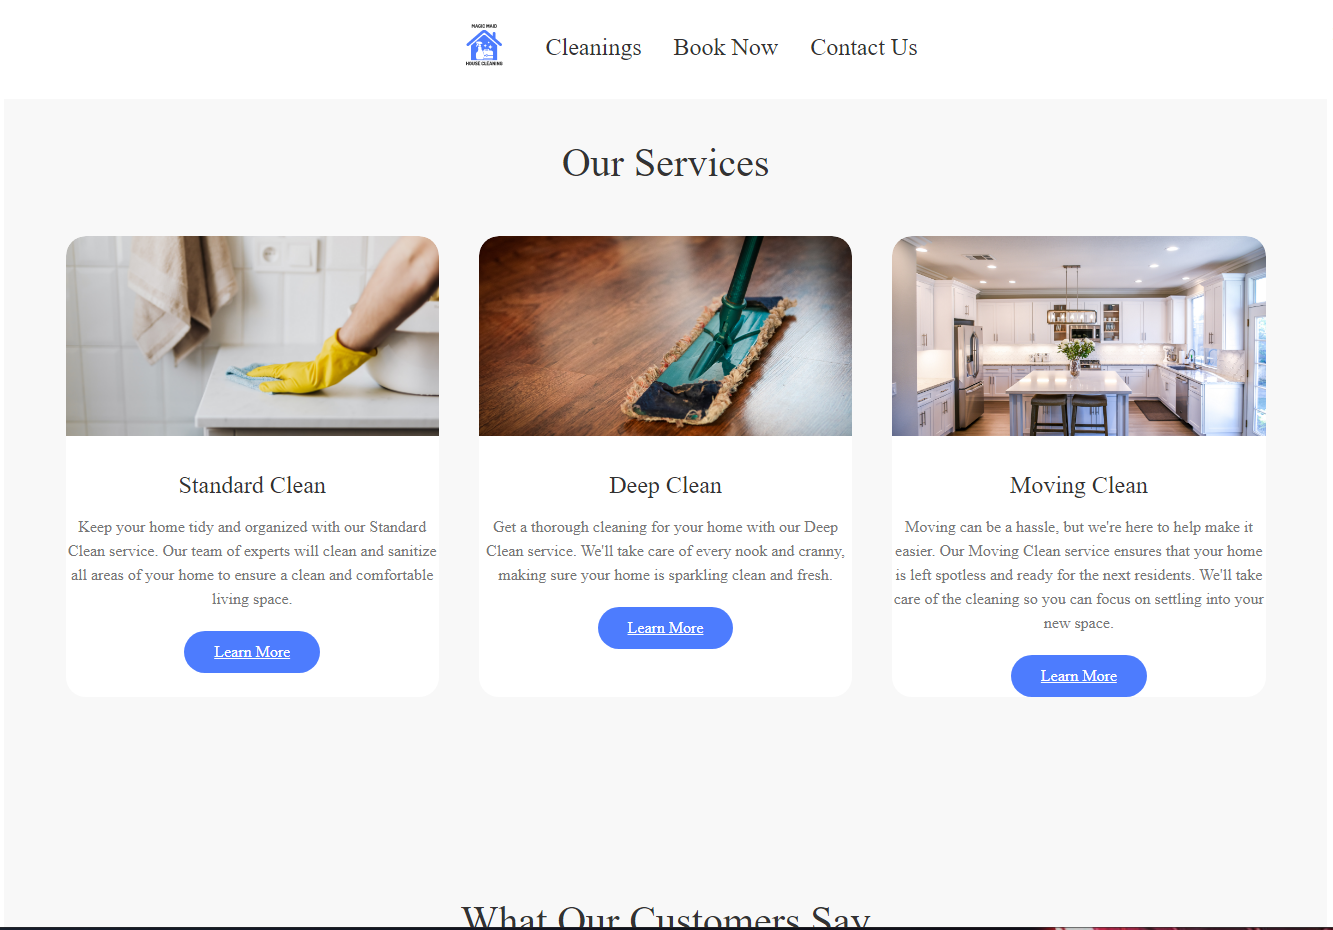 MAGIC MAID
HOUSE CLEANING
Cleanings Book Now Contact Us
Our Services
Standard Clean
Keep your home tidy and organized with our Standard
Clean service. Our team of experts will clean and sanitize
all areas of your home to ensure a clean and comfortable
living space.
Learn More
Deep Clean
Get a thorough cleaning for your home with our Deep
Clean service. We'll take care of every nook and cranny,
making sure your home is sparkling clean and fresh.
Learn More
Moving Clean
Moving can be a hassle, but we're here to help make it
easier. Our Moving Clean service ensures that your home
is left spotless and ready for the next residents. We'll take
care of the cleaning so you can focus on settling into your
new space.
Learn More
What Our Customers Say